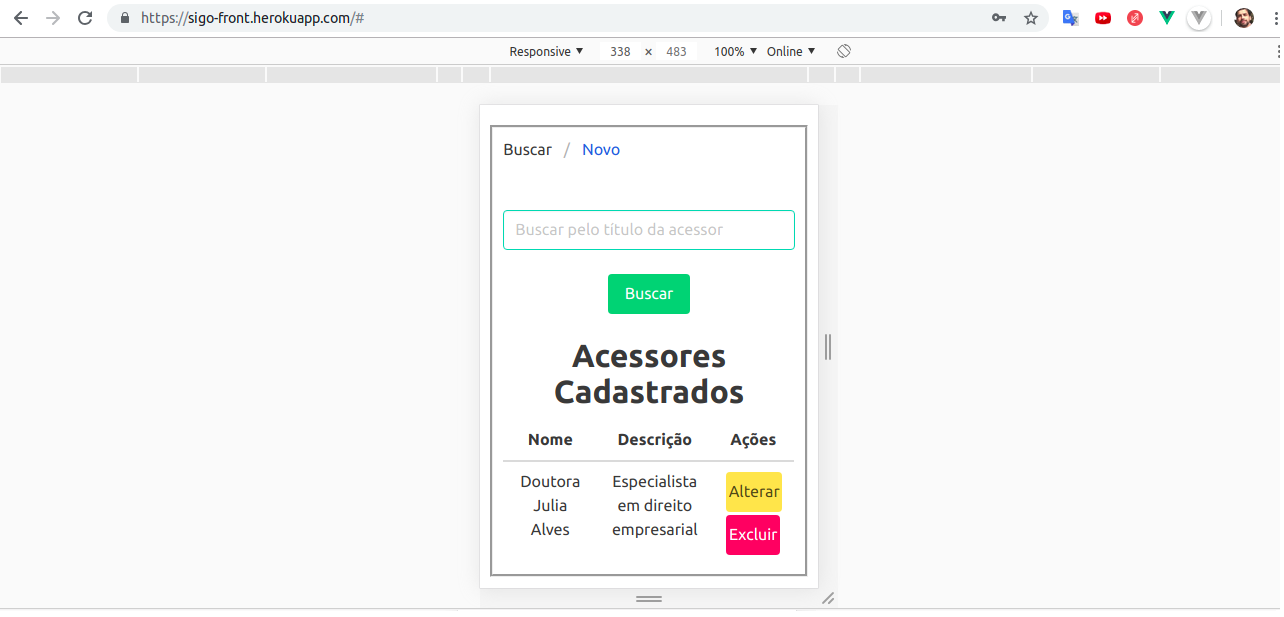 https://sigo-front.herokuapp.com/#
Responsive ▼ 338 × 483 100% ▼ Online ▼
Buscar / Novo
Buscar pelo título da acessor
Buscar
Acessores
Cadastrados
Nome Descrição Ações
Doutora Julia Alves
Especialista em direito empresarial
Alterar
Excluir